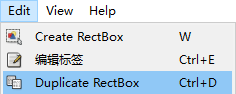 Edit View Help
Create RectBox W
编辑标签 Ctrl+E
Duplicate RectBox Ctrl+D